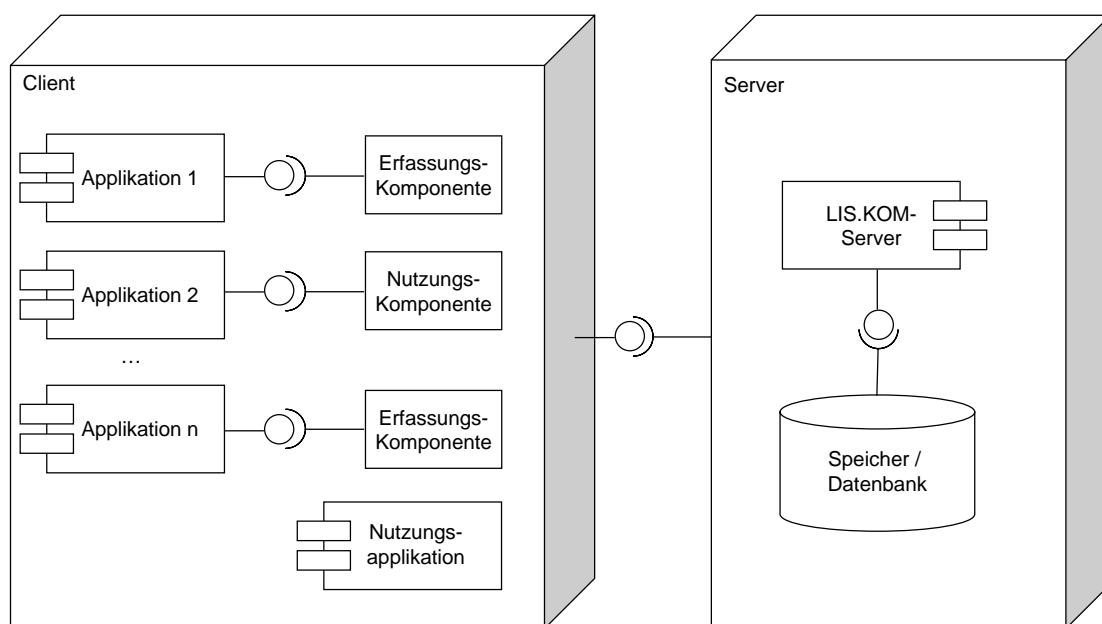 Client
Applikation 1
Erfassungs-
Komponente
Applikation 2
Nutzungs-
Komponente
...
Applikation n
Erfassungs-
Komponente
Nutzungs-
applikation
Server
LIS.KOM-
Server
Speicher /
Datenbank